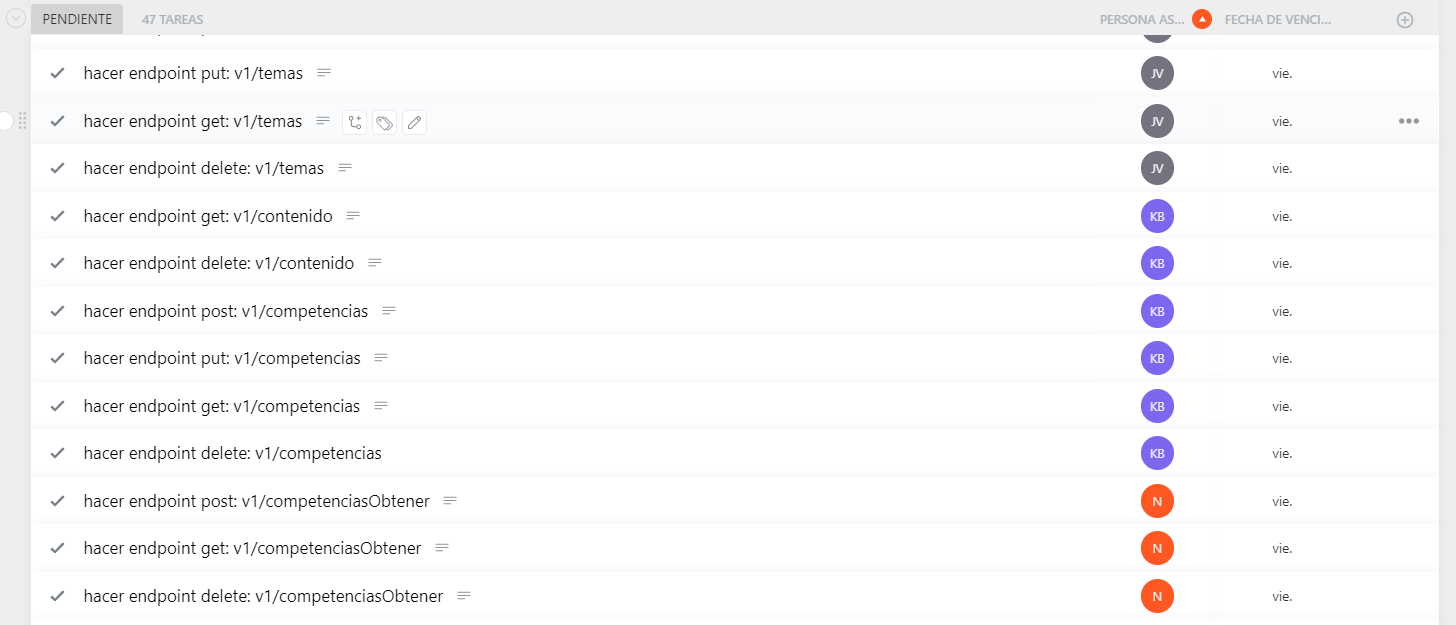 PENDIENTE 47 TAREAS PERSONA AS... FECHA DE VENCI...
hacer endpoint put: v1/temas JV vie.
hacer endpoint get: v1/temas JV vie.
hacer endpoint delete: v1/temas JV vie.
hacer endpoint get: v1/contenido KB vie.
hacer endpoint delete: v1/contenido KB vie.
hacer endpoint post: v1/competencias KB vie.
hacer endpoint put: v1/competencias KB vie.
hacer endpoint get: v1/competencias KB vie.
hacer endpoint delete: v1/competencias KB vie.
hacer endpoint post: v1/competenciasObtener N vie.
hacer endpoint get: v1/competenciasObtener N vie.
hacer endpoint delete: v1/competenciasObtener N vie.